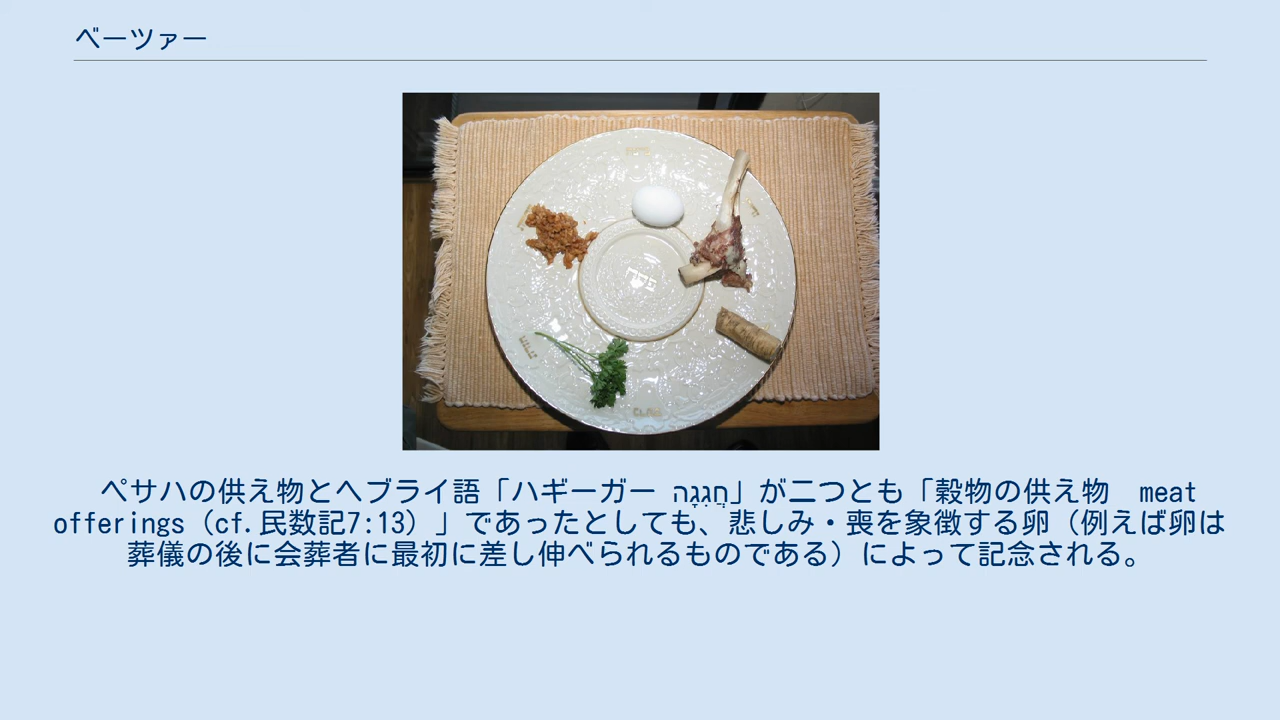 ベーツァー
ペサハの供え物とヘブライ語「ハギーガー חֲגִגָה」が二つとも「穀物の供え物　meat
offerings（cf.民数記7:13）」であったとしても、悲しみ・喪を象徴する卵（例えば卵は
葬儀の後に会葬者に最初に差し伸べられるものである）によって記念される。